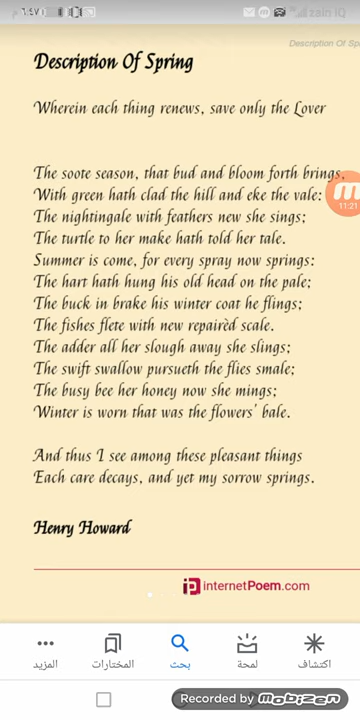 zain IQ
Description Of Sp
Description Of Spring
Wherein each thing renews, save only the Lover
The soote season, that bud and bloom forth brings,
With green hath clad the hill and eke the vale:
The nightingale with feathers new she sings;
The turtle to her make hath told her tale.
Summer is come, for every spray now springs:
The hart hath hung his old head on the pale;
The buck in brake his winter coat he flings;
The fishes flete with new repairèd scale.
The adder all her slough away she slings;
The swift swallow pursueth the flies smale;
The busy bee her honey now she mings;
Winter is worn that was the flowers' bale.
And thus I see among these pleasant things
Each care decays, and yet my sorrow springs.
Henry Howard
internetPoem.com
11:21
المزيد المختارات بحث لمحة اكتشاف
Recorded by mobizen